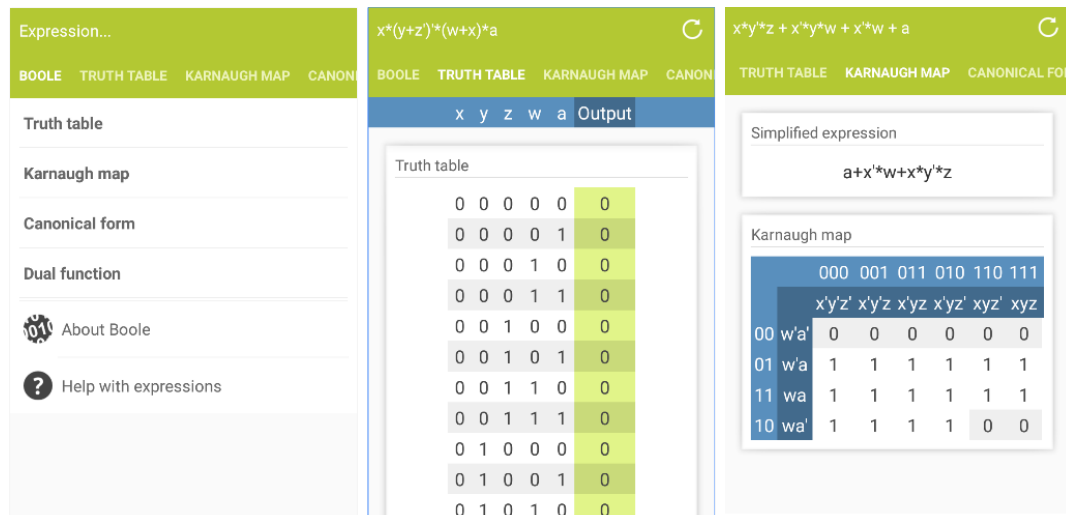 Expression...
BOOLE TRUTH TABLE KARNAUGH MAP CANONI
Truth table
Karnaugh map
Canonical form
Dual function
010 About Boole
? Help with expressions
x*(y+z')'*(w+x)*a
BOOLE TRUTH TABLE KARNAUGH MAP CANON
x y z w a Output
Truth table
0 0 0 0 0 0
0 0 0 0 1 0
0 0 0 1 0 0
0 0 0 1 1 0
0 0 1 0 0 0
0 0 1 0 1 0
0 0 1 1 0 0
0 0 1 1 1 0
0 1 0 0 0 0
0 1 0 0 1 0
0 1 0 1 0 0
x*y'*z + x'*y*w + x'*w + a
TRUTH TABLE KARNAUGH MAP CANONICAL FO
Simplified expression
a+x'*w+x*y'*z
Karnaugh map
000 001 011 010 110 111
x'y'z' x'y'z x'yz x'yz' xyz' xyz
00 w'a' 0 0 0 0 0 0
01 w'a 1 1 1 1 1 1
11 wa 1 1 1 1 1 1
10 wa' 1 1 1 1 0 0